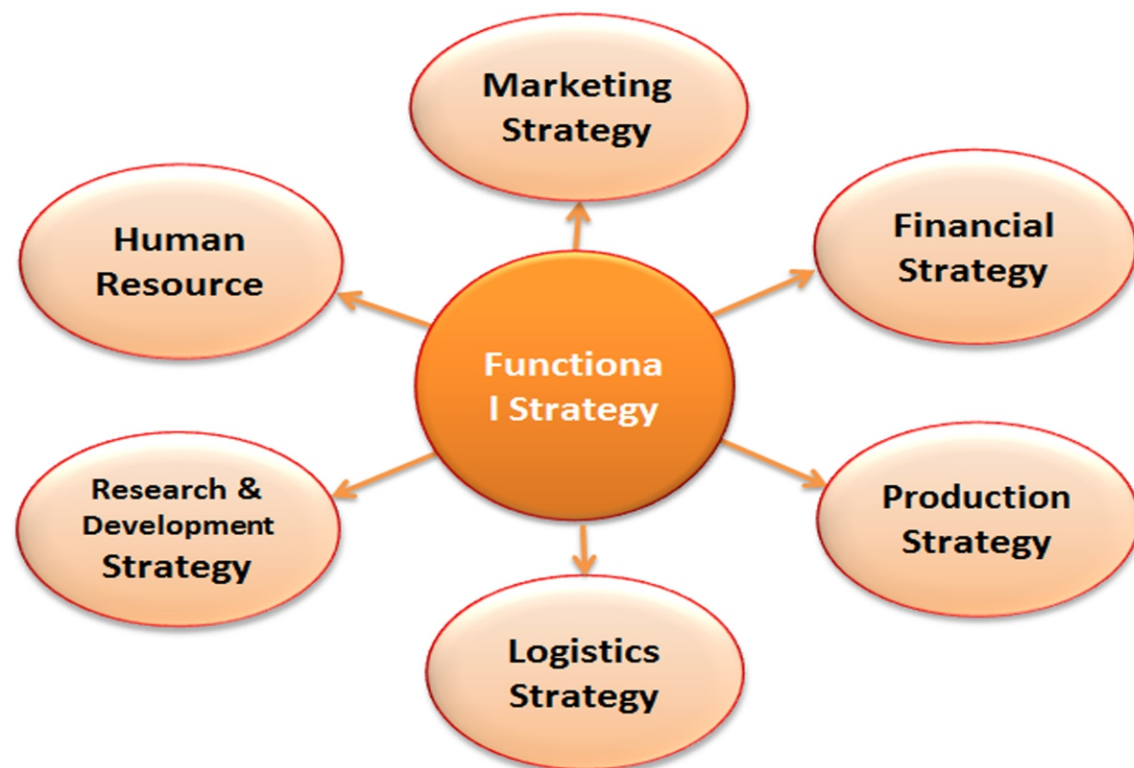 Marketing
Strategy
Financial
Strategy
Human
Resource
Functiona
l Strategy
Research &
Development
Strategy
Production
Strategy
Logistics
Strategy